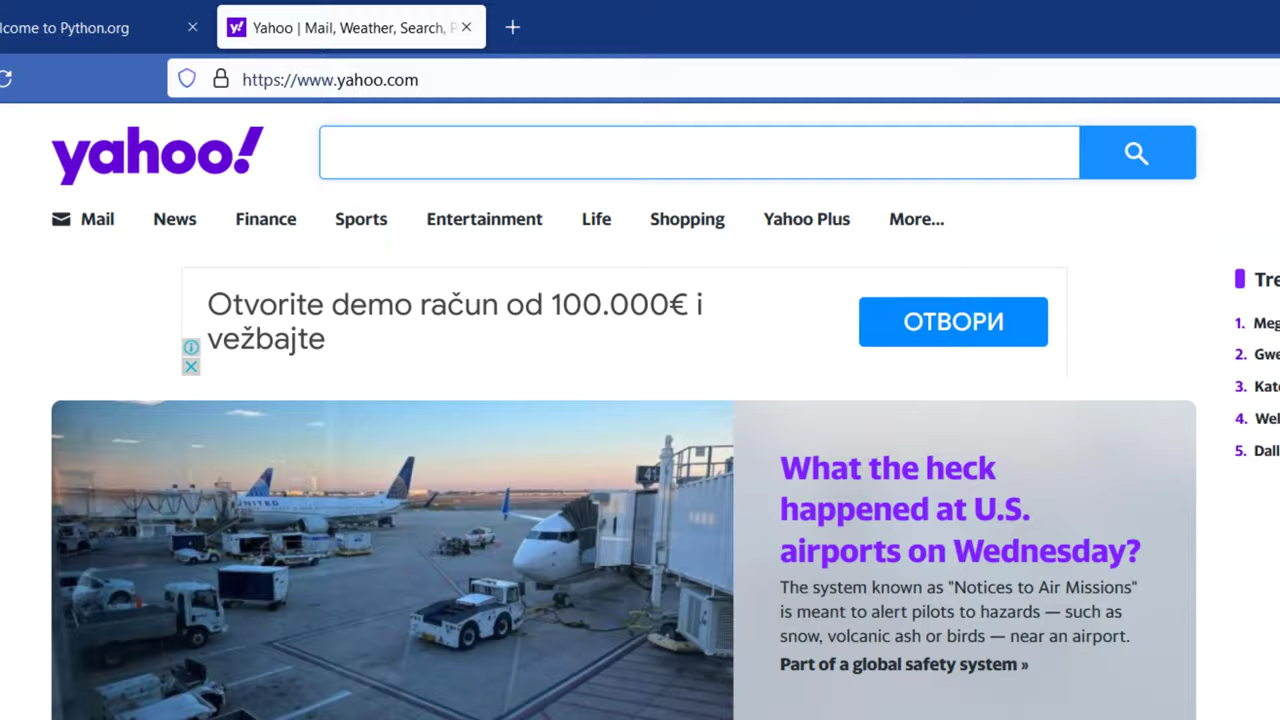 lcome to Python.org
Yahoo | Mail, Weather, Search, P
https://www.yahoo.com
yahoo!
Mail News Finance Sports Entertainment Life Shopping Yahoo Plus More...
Otvorite demo račun od 100.000€ i
vežbajte
ОТВОРИ
Tre
1. Meg
2. Gwe
3. Kate
4. Wel
5. Dall
UNITED
41
What the heck
happened at U.S.
airports on Wednesday?
The system known as "Notices to Air Missions"
is meant to alert pilots to hazards — such as
snow, volcanic ash or birds — near an airport.
Part of a global safety system »